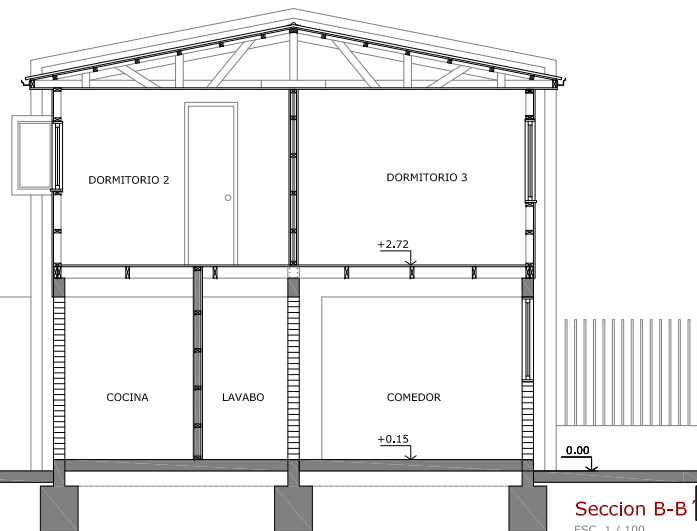 DORMITORIO 2
DORMITORIO 3
+2.72
COCINA
LAVABO
COMEDOR
+0.15
0.00
Seccion B-B´
ESC. 1 / 100